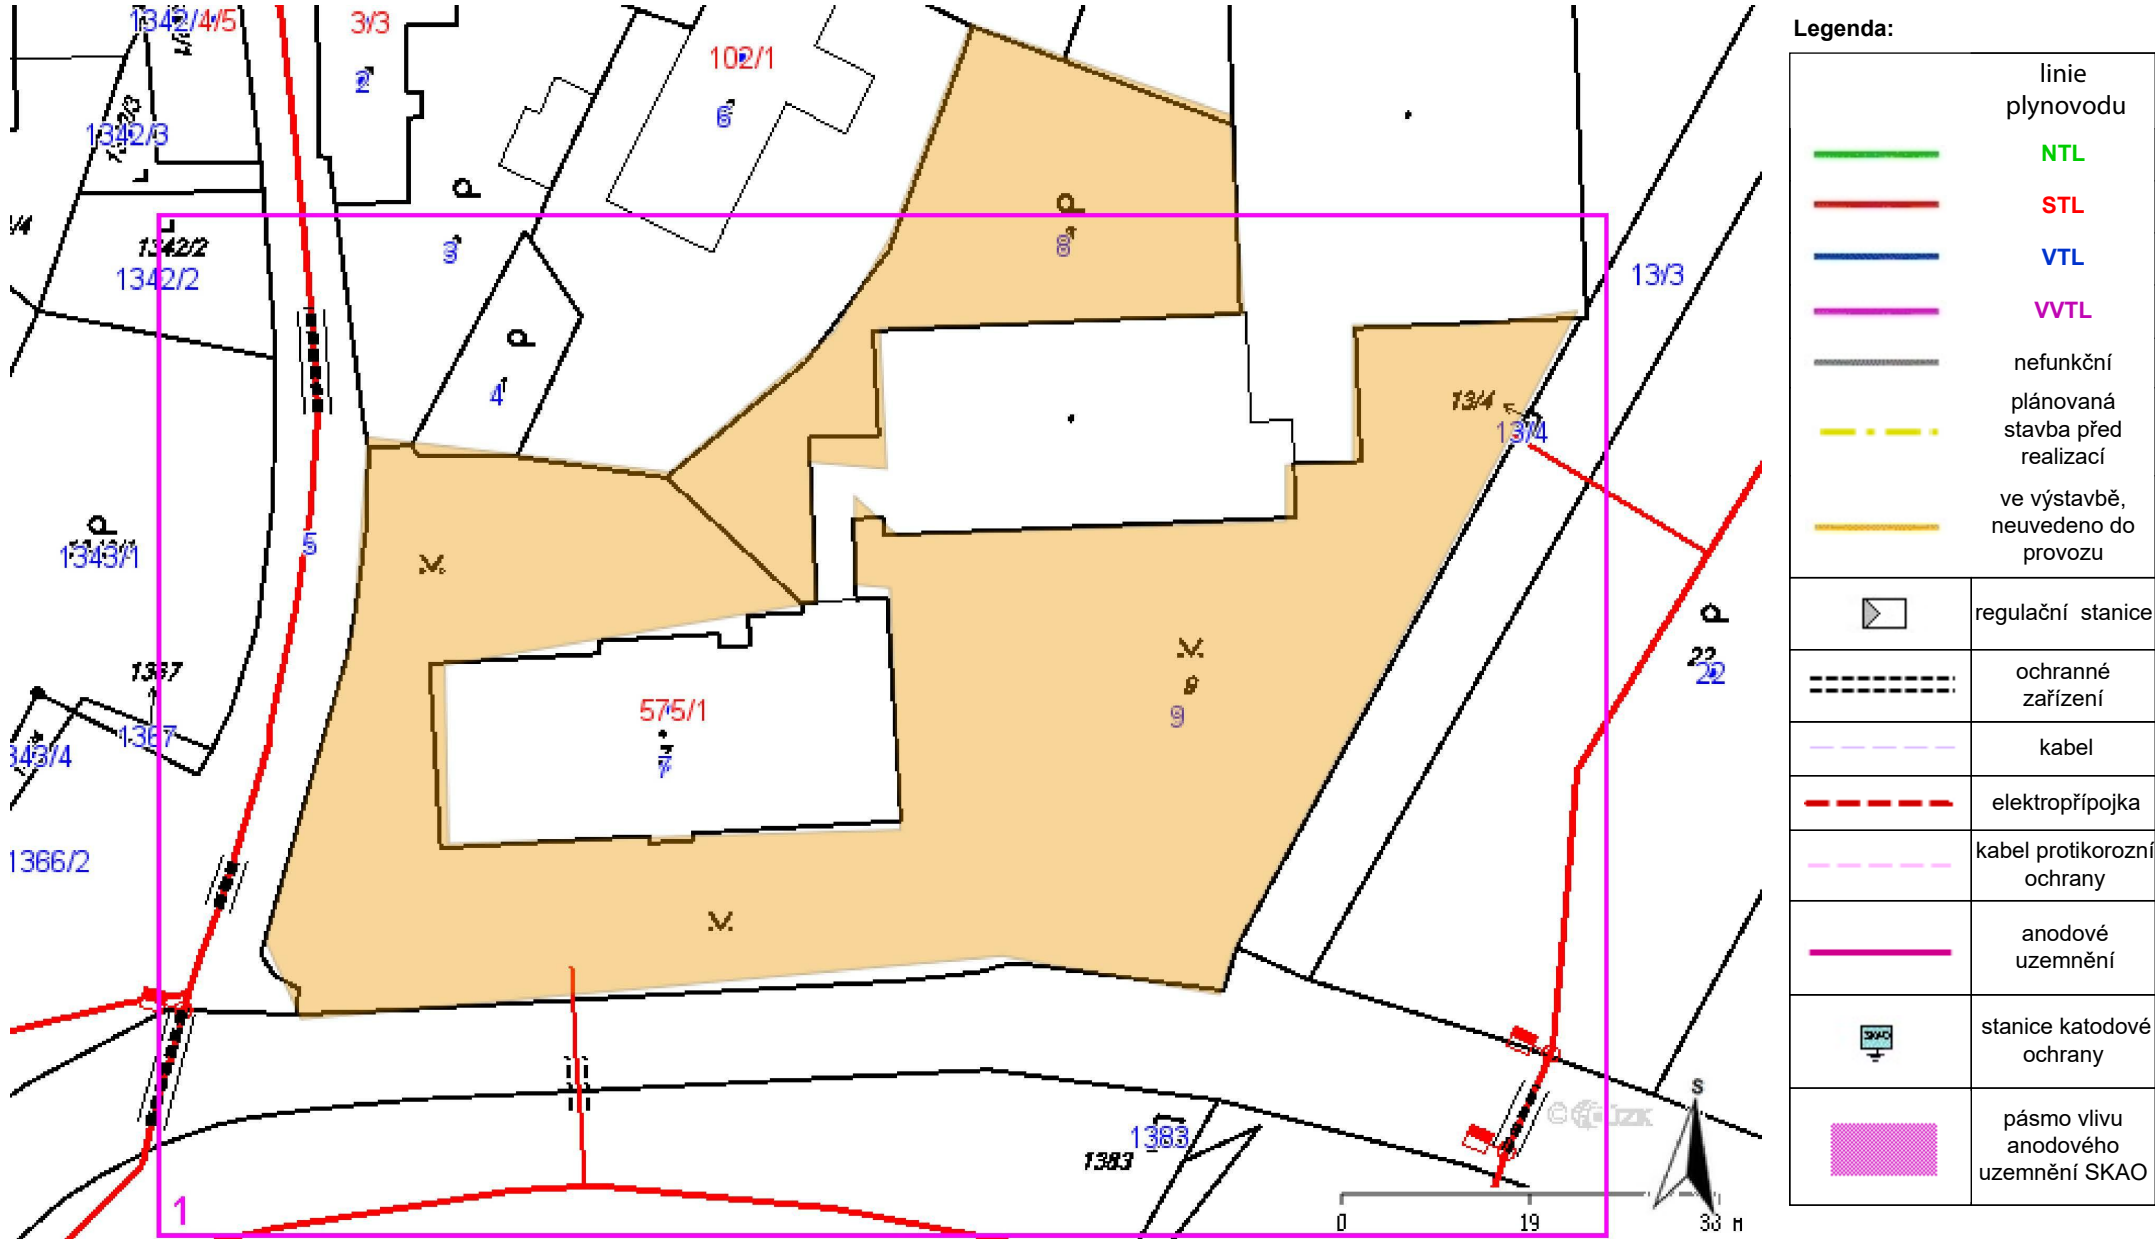 1342/4/5
3/3
2
102/1
6
1342/3
3
8
1342/2
1342/2
13/3
4
13/4
13/4
5
1343/1
22
22
1367
1367
9
9
575/1
7
343/4
1366/2
1383
1383
1
S
0 19 38 M
Legenda:
linie
plynovodu
NTL
STL
VTL
VVTL
nefunkční
plánovaná
stavba před
realizací
ve výstavbě,
neuvedeno do
provozu
regulační stanice
ochranné
zařízení
kabel
elektropřípojka
kabel protikorozní
ochrany
anodové
uzemnění
SKAO
stanice katodové
ochrany
pásmo vlivu
anodového
uzemnění SKAO